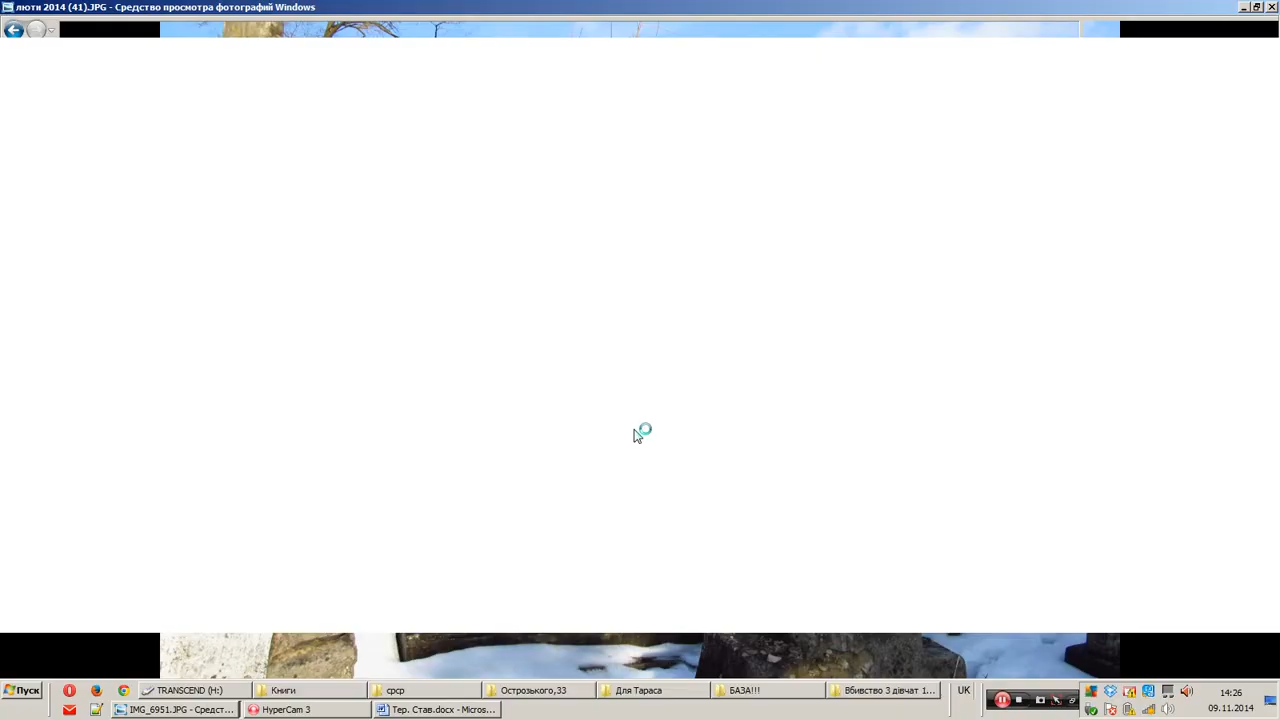 люти 2014 (41).JPG - Средство просмотра фотографий Windows
Пуск
TRANSCEND (H:)
Книги
срср
Острозького,33
Для Тараса
БАЗА!!!
Вбивство 3 дівчат 1...
UK
14:26
IMG_6951.JPG - Средст...
HyperCam 3
Тер. Став.docx - Micros...
09.11.2014